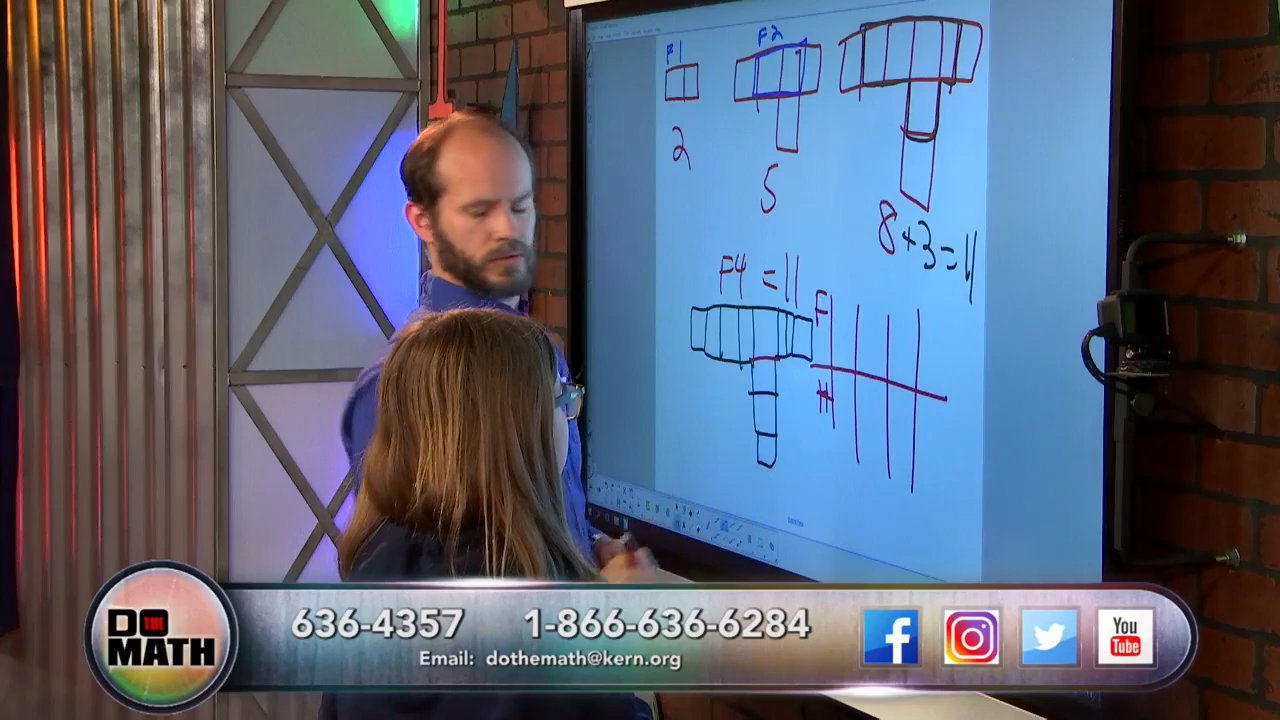 F1
F2
2
5
8+3=11
F4 =11
F
#
DO THE MATH
636-4357 1-866-636-6284
Email: dothemath@kern.org
f
You
Tube